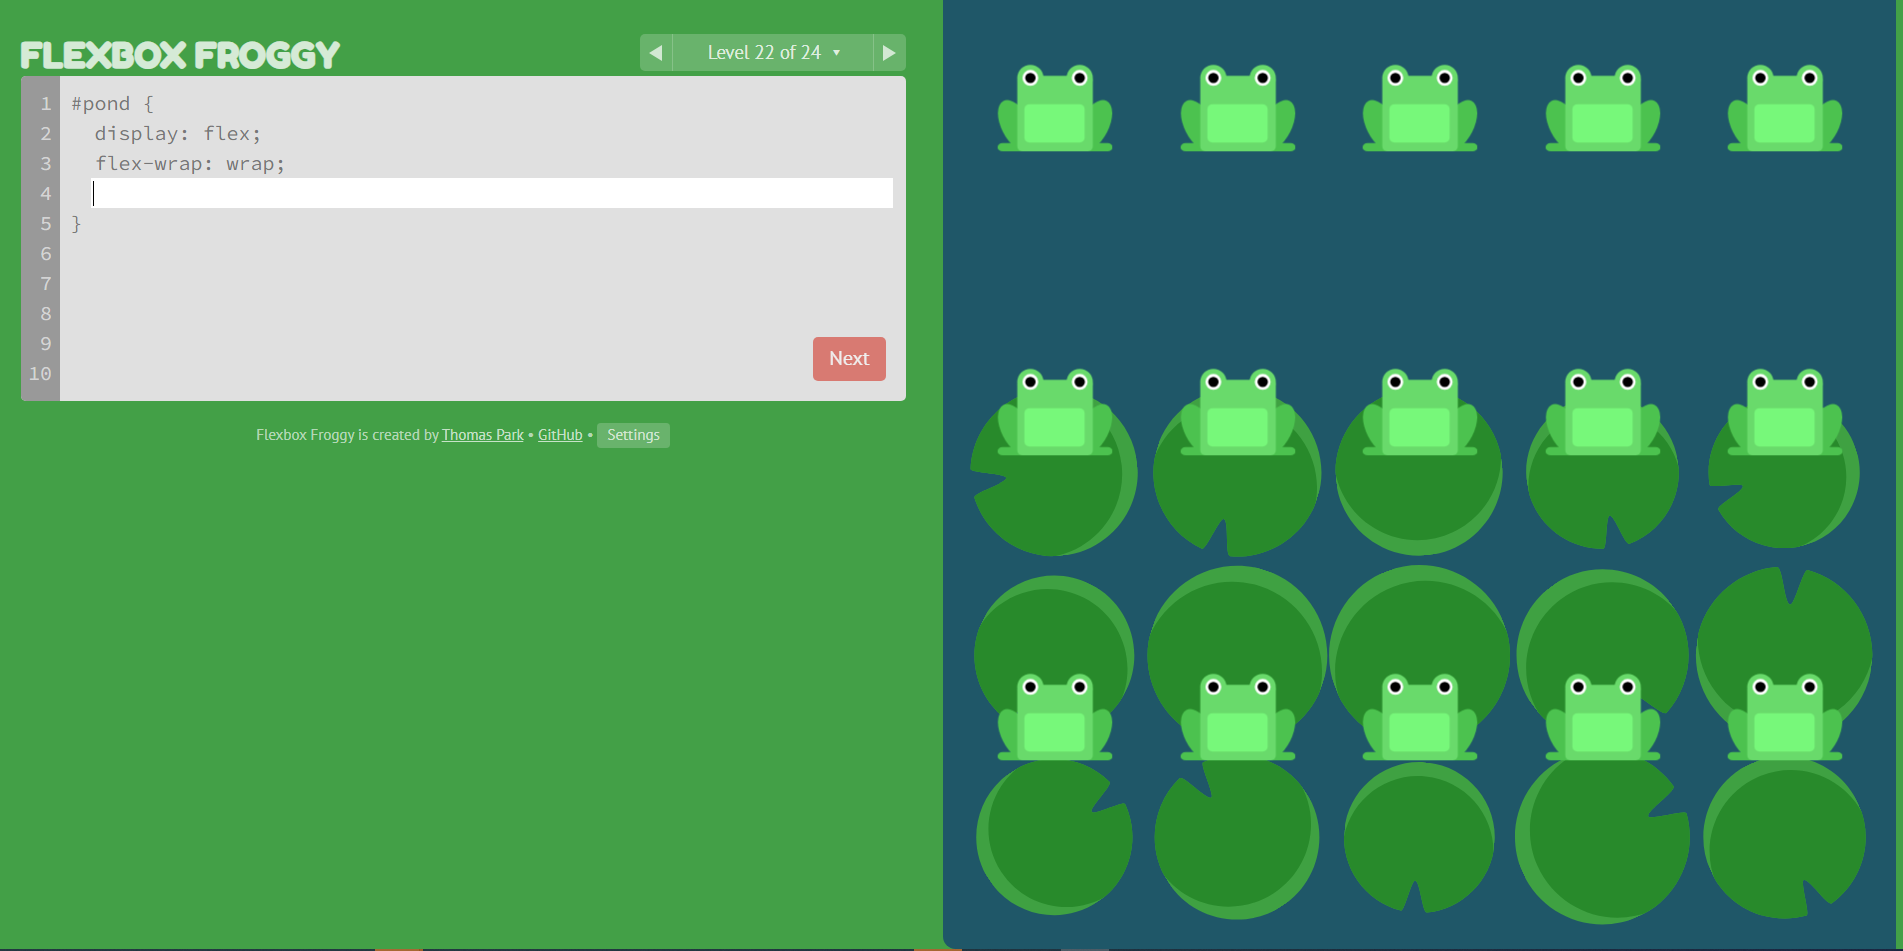 FLEXBOX FROGGY
◀ Level 22 of 24 ▾ ▶
1 #pond {
2   display: flex;
3   flex-wrap: wrap;
4
5 }
6
7
8
9
10
Next
Flexbox Froggy is created by Thomas Park • GitHub • Settings